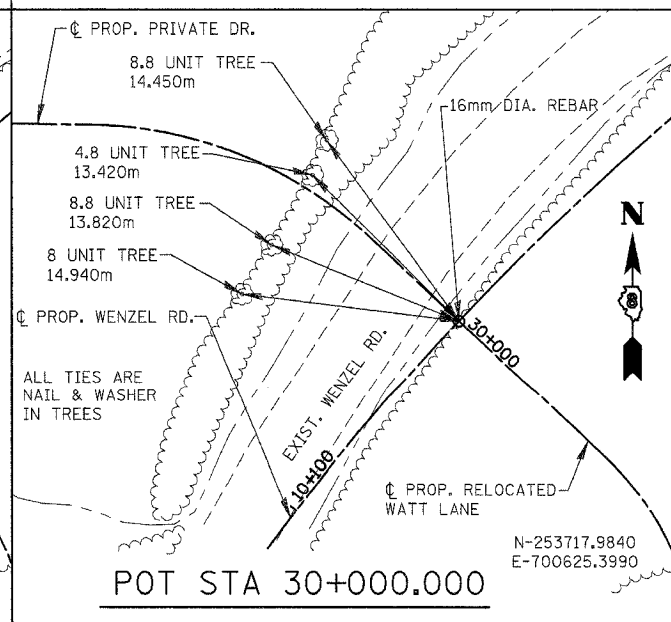 ℄ PROP. PRIVATE DR.
8.8 UNIT TREE
14.450m
16mm DIA. REBAR
4.8 UNIT TREE
13.420m
8.8 UNIT TREE
13.820m
8 UNIT TREE
14.940m
N
8
℄ PROP. WENZEL RD.
30+000
ALL TIES ARE
NAIL & WASHER
IN TREES
EXIST. WENZEL RD.
10+100
℄ PROP. RELOCATED
WATT LANE
N-253717.9840
E-700625.3990
POT STA 30+000.000